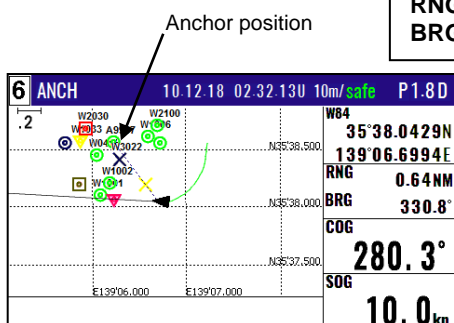 Anchor position
RNG
BRG
6 ANCH 10-12-18 02-32-13U 10m/safe P1.8D
.2
W2030
W2100
W84
35°38.0429N
139°06.6994E
N35'38.500
W3022
W1002
RNG 0.64NM
BRG 330.8°
N35'38.000
COG
280.3°
N35'37.500
SOG
E139'06.000
E139'07.000
10.0kn